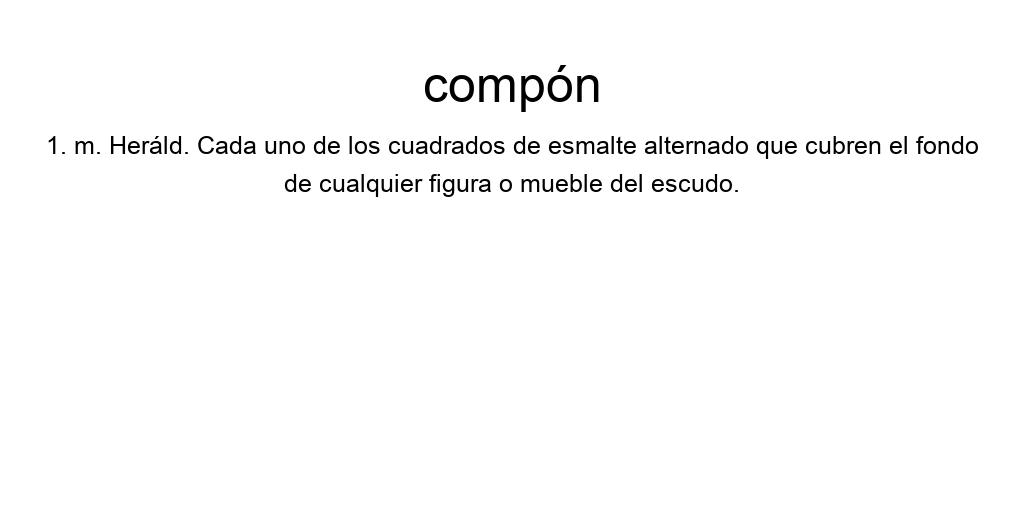 compón
1. m. Heráld. Cada uno de los cuadrados de esmalte alternado que cubren el fondo
de cualquier figura o mueble del escudo.